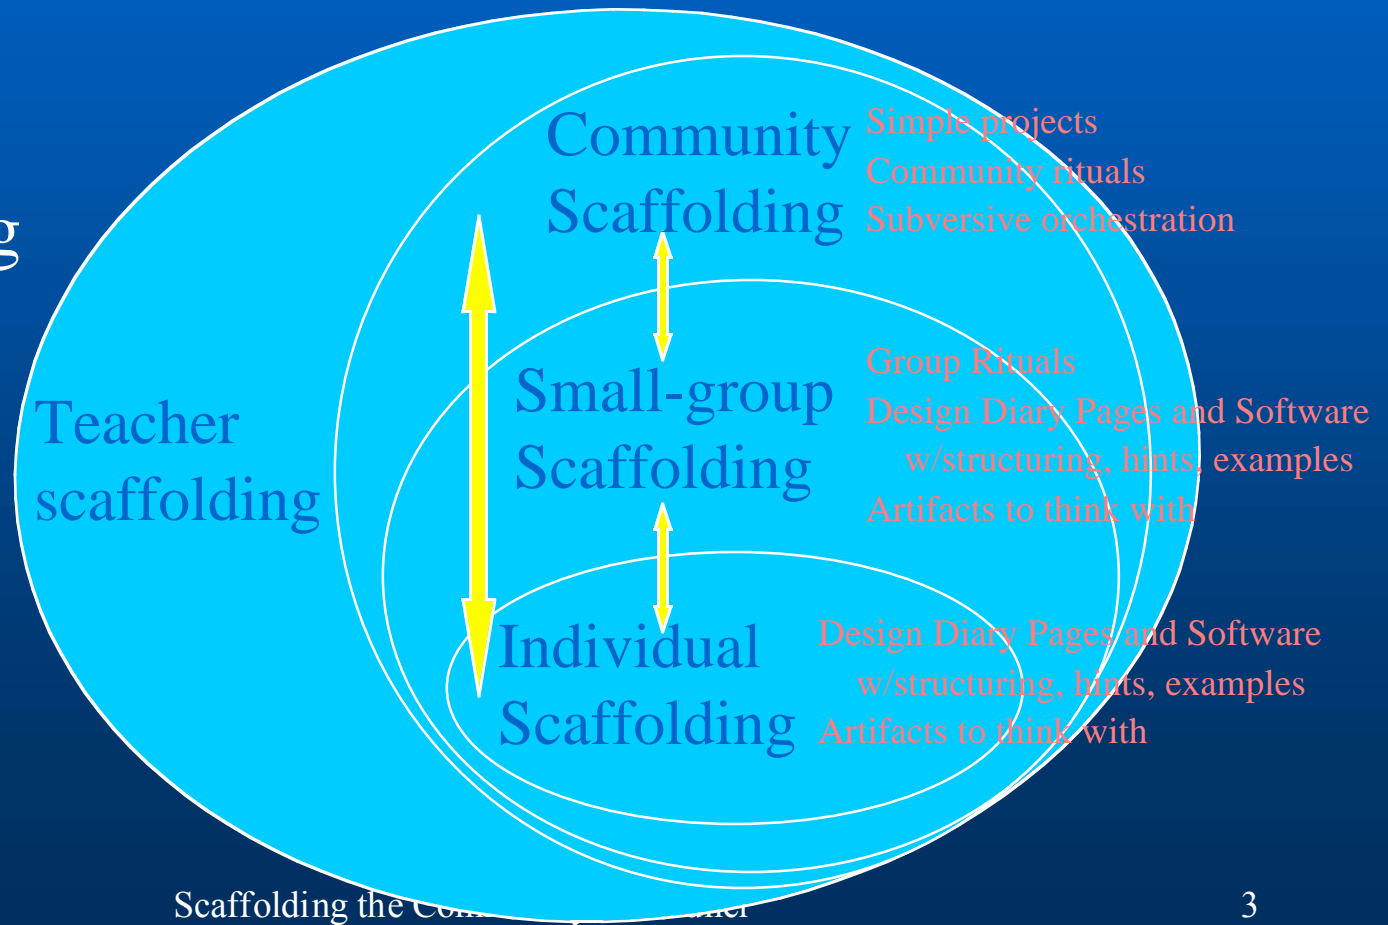 g
Community
Scaffolding
Simple projects
Community rituals
Subversive orchestration
Teacher
scaffolding
Small-group
Scaffolding
Group Rituals
Design Diary Pages and Software
w/structuring, hints, examples
Artifacts to think with
Individual
Scaffolding
Design Diary Pages and Software
w/structuring, hints, examples
Artifacts to think with
Scaffolding the
3